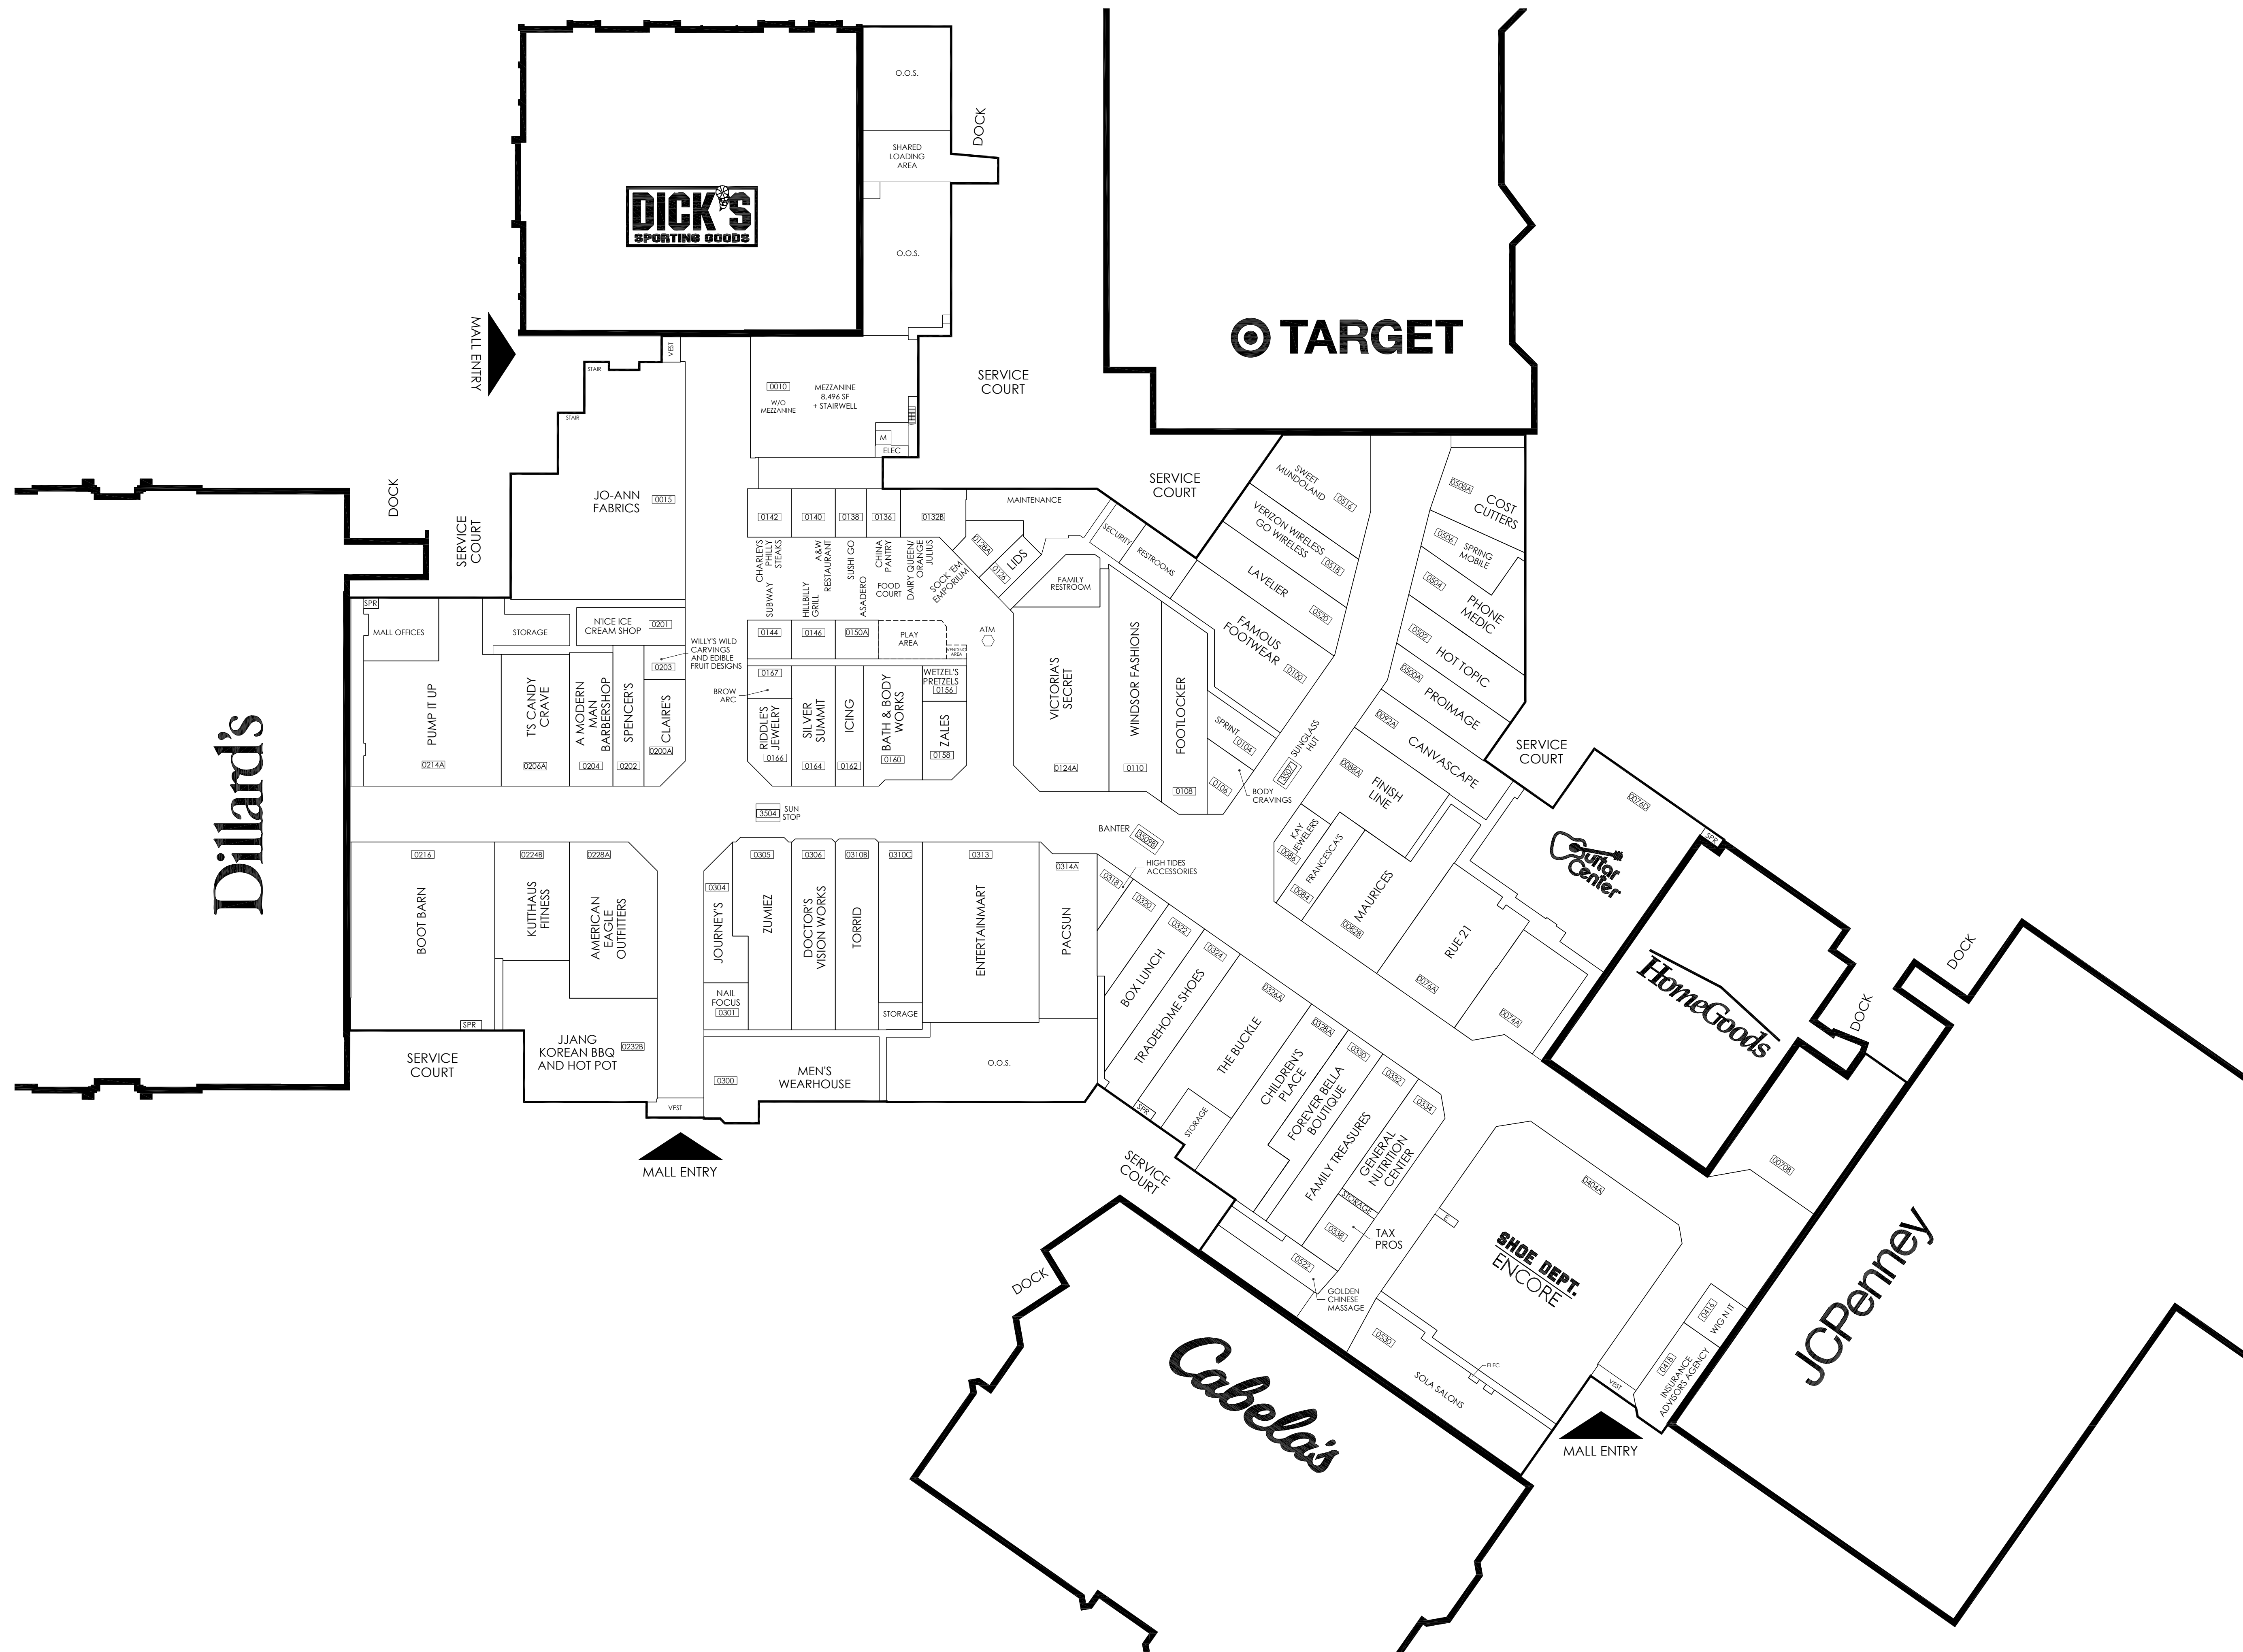 O.O.S.
DOCK
SHARED
LOADING
AREA
DICK'S
SPORTING GOODS
O.O.S.
MALL ENTRY
VEST
STAIR
STAIR
0010
W/O
MEZZANINE
MEZZANINE
8,496 SF
+ STAIRWELL
M
ELEC
SERVICE
COURT
TARGET
DOCK
SERVICE
COURT
JO-ANN
FABRICS
0015
0142
0140
0138
0136
0132B
CHARLEYS
PHILLY
STEAKS
A&W
RESTAURANT
SUSHI GO
CHINA
PANTRY
DAIRY QUEEN/
ORANGE
JULIUS
SUBWAY
HILLBILLY
GRILL
ASADERO
FOOD
COURT
SOCK 'EM
EMPORIUM
0128A
LIDS
0126
MAINTENANCE
SECURITY
RESTROOMS
FAMILY
RESTROOM
SERVICE
COURT
SWEET
MUNDOLAND
0516
VERIZON WIRELESS
GO WIRELESS
0518
LAVELIER
0520
FAMOUS
FOOTWEAR
0100
0508A
COST
CUTTERS
0506
SPRING
MOBILE
0504
PHONE
MEDIC
0502
HOT TOPIC
0500A
PROIMAGE
0092A
CANVASCAPE
SERVICE
COURT
SPR
MALL OFFICES
STORAGE
N'ICE ICE
CREAM SHOP
0201
0203
WILLY'S WILD
CARVINGS
AND EDIBLE
FRUIT DESIGNS
0144
0146
0150A
PLAY
AREA
VENDING
AREA
ATM
BROW
ARC
0167
PUMP IT UP
0214A
T'S CANDY
CRAVE
0206A
A MODERN
MAN
BARBERSHOP
0204
SPENCER'S
0202
CLAIRE'S
0200A
RIDDLE'S
JEWELRY
0166
SILVER
SUMMIT
0164
ICING
0162
BATH & BODY
WORKS
0160
WETZEL'S
PRETZELS
0156
ZALES
0158
VICTORIA'S
SECRET
0124A
WINDSOR FASHIONS
0110
FOOTLOCKER
0108
SPRINT
0104
0106
BODY
CRAVINGS
SUNGLASS
HUT
3507
Dillard's
3504
SUN
STOP
BANTER
3509B
0088A
FINISH
LINE
KAY
JEWELERS
0086
FRANCESCA'S
0084
MAURICES
0082B
RUE 21
0076A
0074A
0076D
SPR
Guitar
Center
HomeGoods
DOCK
DOCK
0216
BOOT BARN
SPR
0224B
KUTTHAUS
FITNESS
0228A
AMERICAN
EAGLE
OUTFITTERS
JJANG
KOREAN BBQ
AND HOT POT
0232B
SERVICE
COURT
0304
JOURNEY'S
NAIL
FOCUS
0301
0305
ZUMIEZ
0306
DOCTOR'S
VISION WORKS
0310B
TORRID
0310C
STORAGE
0313
ENTERTAINMART
0314A
PACSUN
0300
MEN'S
WEARHOUSE
O.O.S.
VEST
MALL ENTRY
0318
HIGH TIDES
ACCESSORIES
0320
BOX LUNCH
0322
TRADEHOME SHOES
0324
0326A
THE BUCKLE
SPR
STORAGE
0328A
CHILDREN'S
PLACE
0330
FOREVER BELLA
BOUTIQUE
0332
FAMILY TREASURES
0334
GENERAL
NUTRITION
CENTER
STORAGE
0338
TAX
PROS
0522
GOLDEN
CHINESE
MASSAGE
SERVICE
COURT
DOCK
Cabela's
0404A
E
SHOE DEPT.
ENCORE
0530
ELEC
SOLA SALONS
0070B
0416
WIG N IT
0418
INSURANCE
ADVISORS AGENCY
VEST
MALL ENTRY
JCPenney